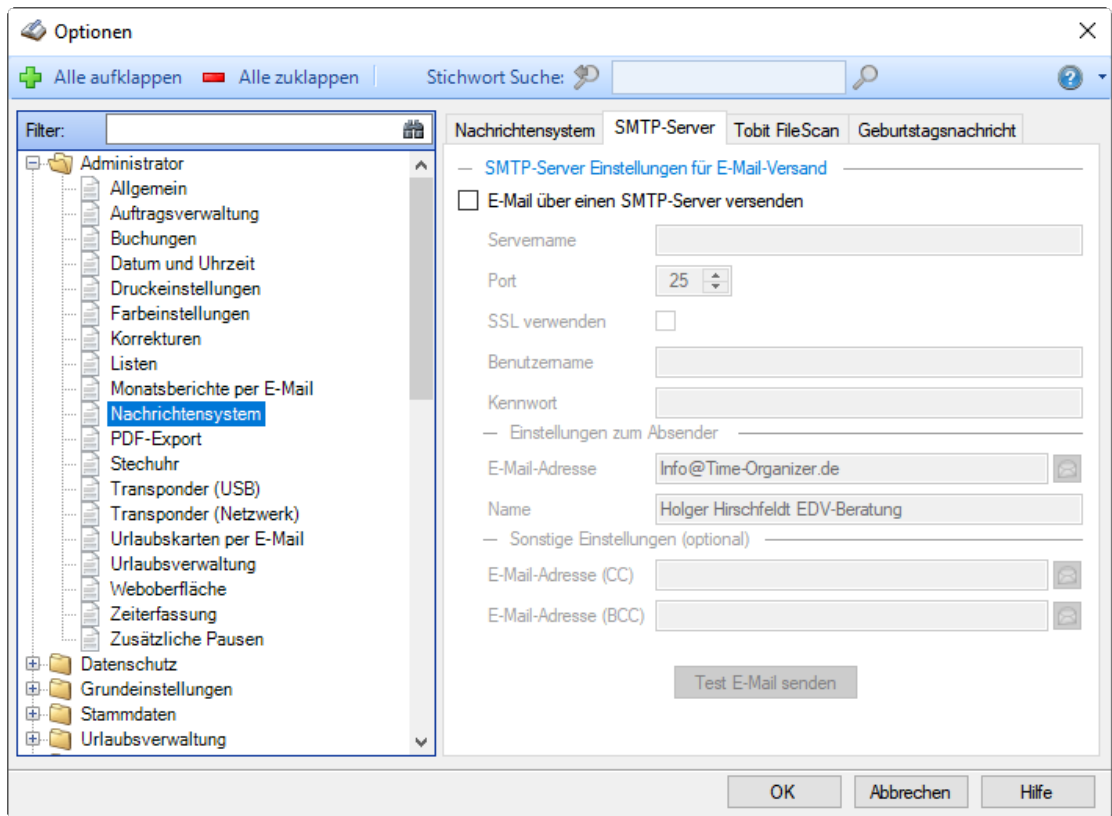 Optionen
Alle aufklappen Alle zuklappen Stichwort Suche:
Filter:
Administrator
Allgemein
Auftragsverwaltung
Buchungen
Datum und Uhrzeit
Druckeinstellungen
Farbeinstellungen
Korrekturen
Listen
Monatsberichte per E-Mail
Nachrichtensystem
PDF-Export
Stechuhr
Transponder (USB)
Transponder (Netzwerk)
Urlaubskarten per E-Mail
Urlaubsverwaltung
Weboberfläche
Zeiterfassung
Zusätzliche Pausen
Datenschutz
Grundeinstellungen
Stammdaten
Urlaubsverwaltung
Nachrichtensystem SMTP-Server Tobit FileScan Geburtstagsnachricht
SMTP-Server Einstellungen für E-Mail-Versand
E-Mail über einen SMTP-Server versenden
Servername
Port 25
SSL verwenden
Benutzername
Kennwort
Einstellungen zum Absender
E-Mail-Adresse Info@Time-Organizer.de
Name Holger Hirschfeldt EDV-Beratung
Sonstige Einstellungen (optional)
E-Mail-Adresse (CC)
E-Mail-Adresse (BCC)
Test E-Mail senden
OK Abbrechen Hilfe